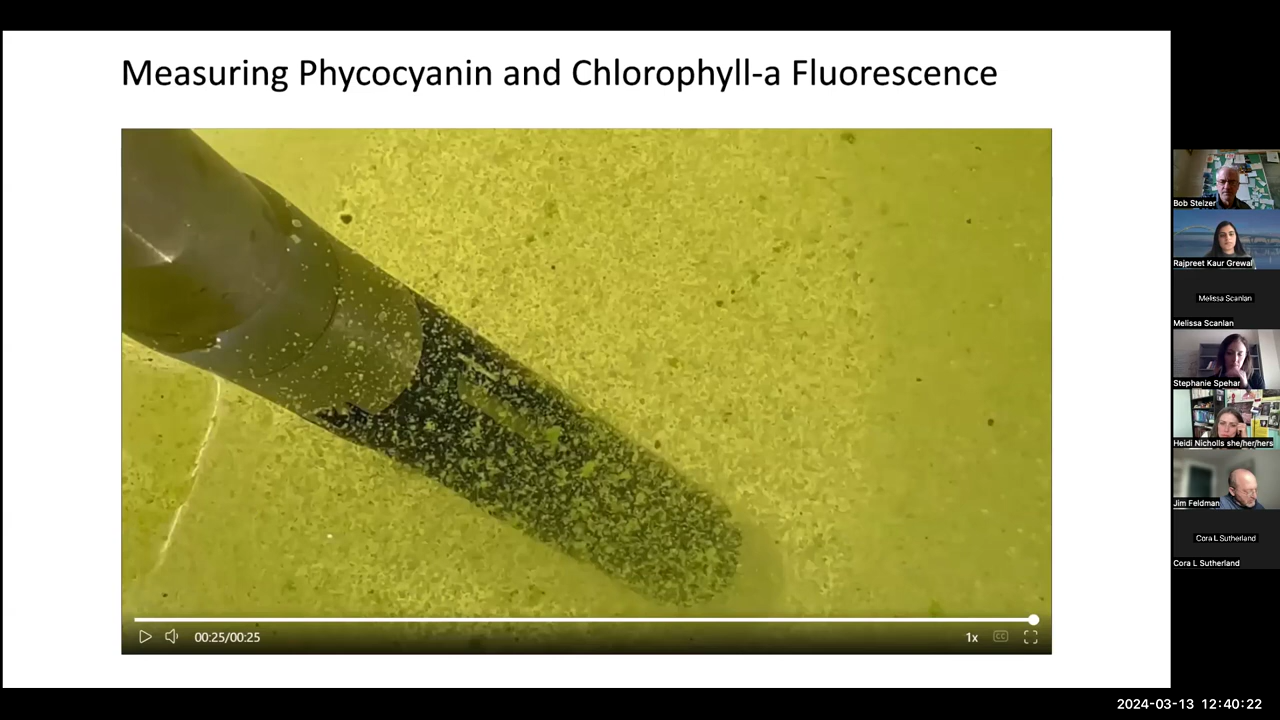 Measuring Phycocyanin and Chlorophyll-a Fluorescence
00:25/00:25
1x
CC
Bob Stelzer
Rajpreet Kaur Grewal
Melissa Scanlan
Melissa Scanlan
Stephanie Spehar
Heidi Nicholls she/her/hers
Jim Feldman
Cora L Sutherland
Cora L Sutherland
2024-03-13 12:40:22